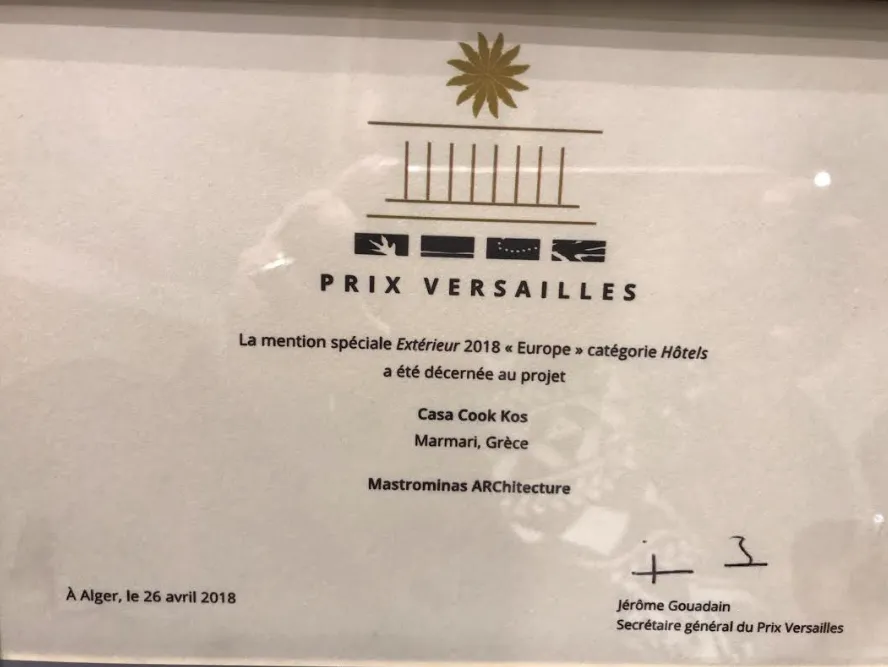 PRIX VERSAILLES
La mention spéciale Extérieur 2018 « Europe » catégorie Hôtels
a été décernée au projet
Casa Cook Kos
Marmari, Grèce
Mastrominas ARChitecture
À Alger, le 26 avril 2018
Jérôme Gouadain
Secrétaire général du Prix Versailles